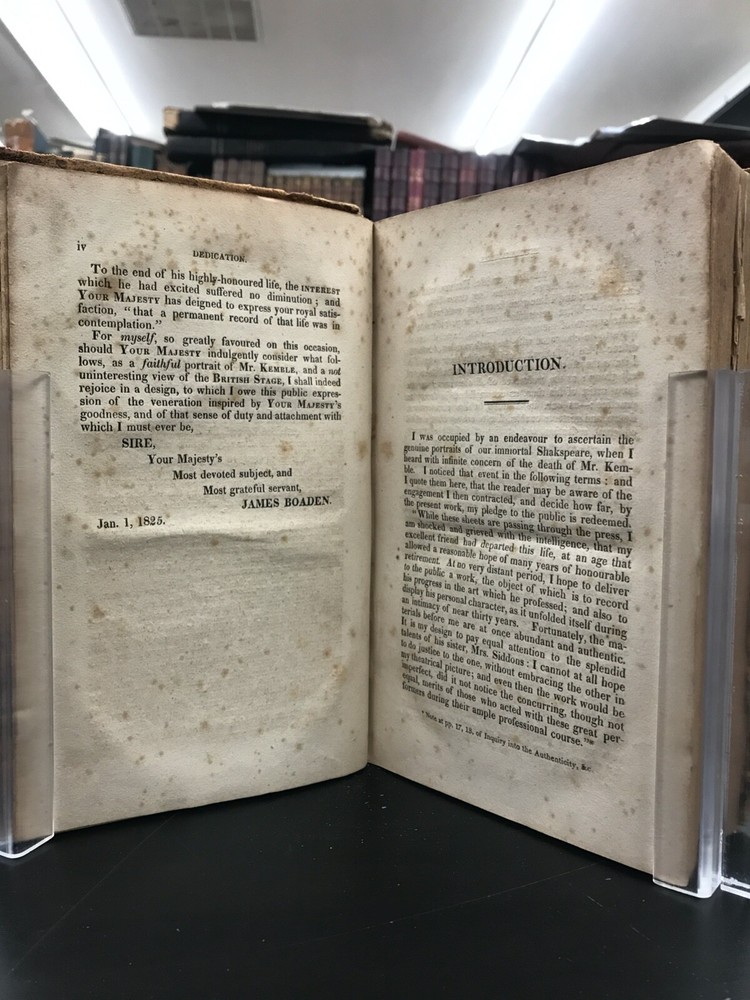 iv
DEDICATION.
To the end of his highly-honoured life, the INTEREST
which he had excited suffered no diminution; and
YOUR MAJESTY has deigned to express your royal satis-
faction, "that a permanent record of that life was in
contemplation."
For myself, so greatly favoured on this occasion,
should YOUR MAJESTY indulgently consider what fol-
lows, as a faithful portrait of Mr. KEMBLE, and a not
uninteresting view of the BRITISH STAGE, I shall indeed
rejoice in a design, to which I owe this public expres-
sion of the veneration inspired by YOUR MAJESTY'S
goodness, and of that sense of duty and attachment with
which I must ever be,
SIRE,
Your Majesty's
Most devoted subject, and
Most grateful servant,
JAMES BOADEN.
Jan. 1, 1825.
INTRODUCTION.
I WAS occupied by an endeavour to ascertain the
genuine portraits of our immortal Shakspeare, when I
heard with infinite concern of the death of Mr. Kem-
ble. I noticed that event in the following terms: and
I quote them here, that the reader may be aware of the
engagement I then contracted, and decide how far, by
the present work, my pledge to the public is redeemed.
"While these sheets are passing through the press, I
am shocked and grieved with the intelligence, that my
excellent friend had departed this life, at an age that
allowed a reasonable hope of many years of honourable
retirement. At no very distant period, I hope to deliver
to the public a work, the object of which is to record
his progress in the art which he professed; and also to
display his personal character, as it unfolded itself during
an intimacy of near thirty years. Fortunately, the ma-
terials before me are at once abundant and authentic.
It is my design to pay equal attention to the splendid
talents of his sister, Mrs. Siddons: I cannot at all hope
to do justice to the one, without embracing the other in
my theatrical picture; and even then the work would be
imperfect, did it not notice the concurring, though not
equal, merits of those who acted with these great per-
formers during their ample professional course."*
* Note at pp. 17, 18, of Inquiry into the Authenticity, &c.